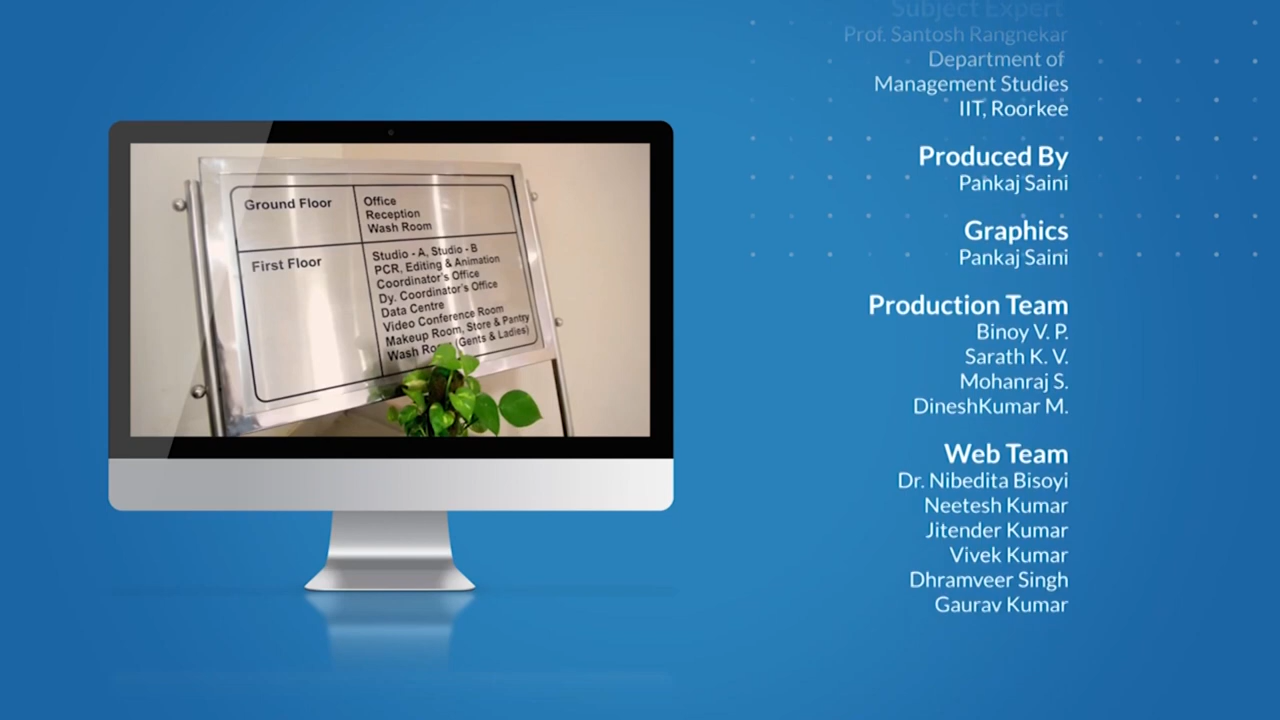 Ground Floor
Office
Reception
Wash Room
First Floor
Studio - A, Studio - B
PCR, Editing & Animation
Coordinator's Office
Dy. Coordinator's Office
Data Centre
Video Conference Room
Makeup Room, Store & Pantry
Wash (Gents & Ladies)
Subject Expert
Prof. Santosh Rangnekar
Department of
Management Studies
IIT, Roorkee
Produced By
Pankaj Saini
Graphics
Pankaj Saini
Production Team
Binoy V. P.
Sarath K. V.
Mohanraj S.
DineshKumar M.
Web Team
Dr. Nibedita Bisoyi
Neetesh Kumar
Jitender Kumar
Vivek Kumar
Dhramveer Singh
Gaurav Kumar